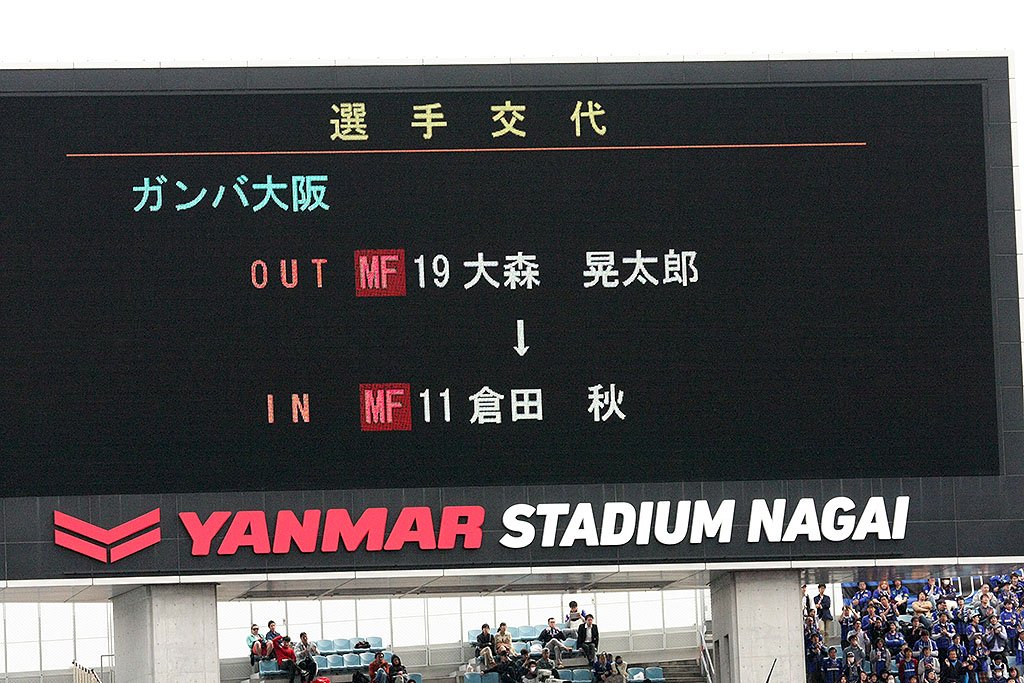 選手交代
ガンバ大阪
OUT MF 19 大森 晃太郎
↓
IN MF 11 倉田 秋
YANMAR STADIUM NAGAI